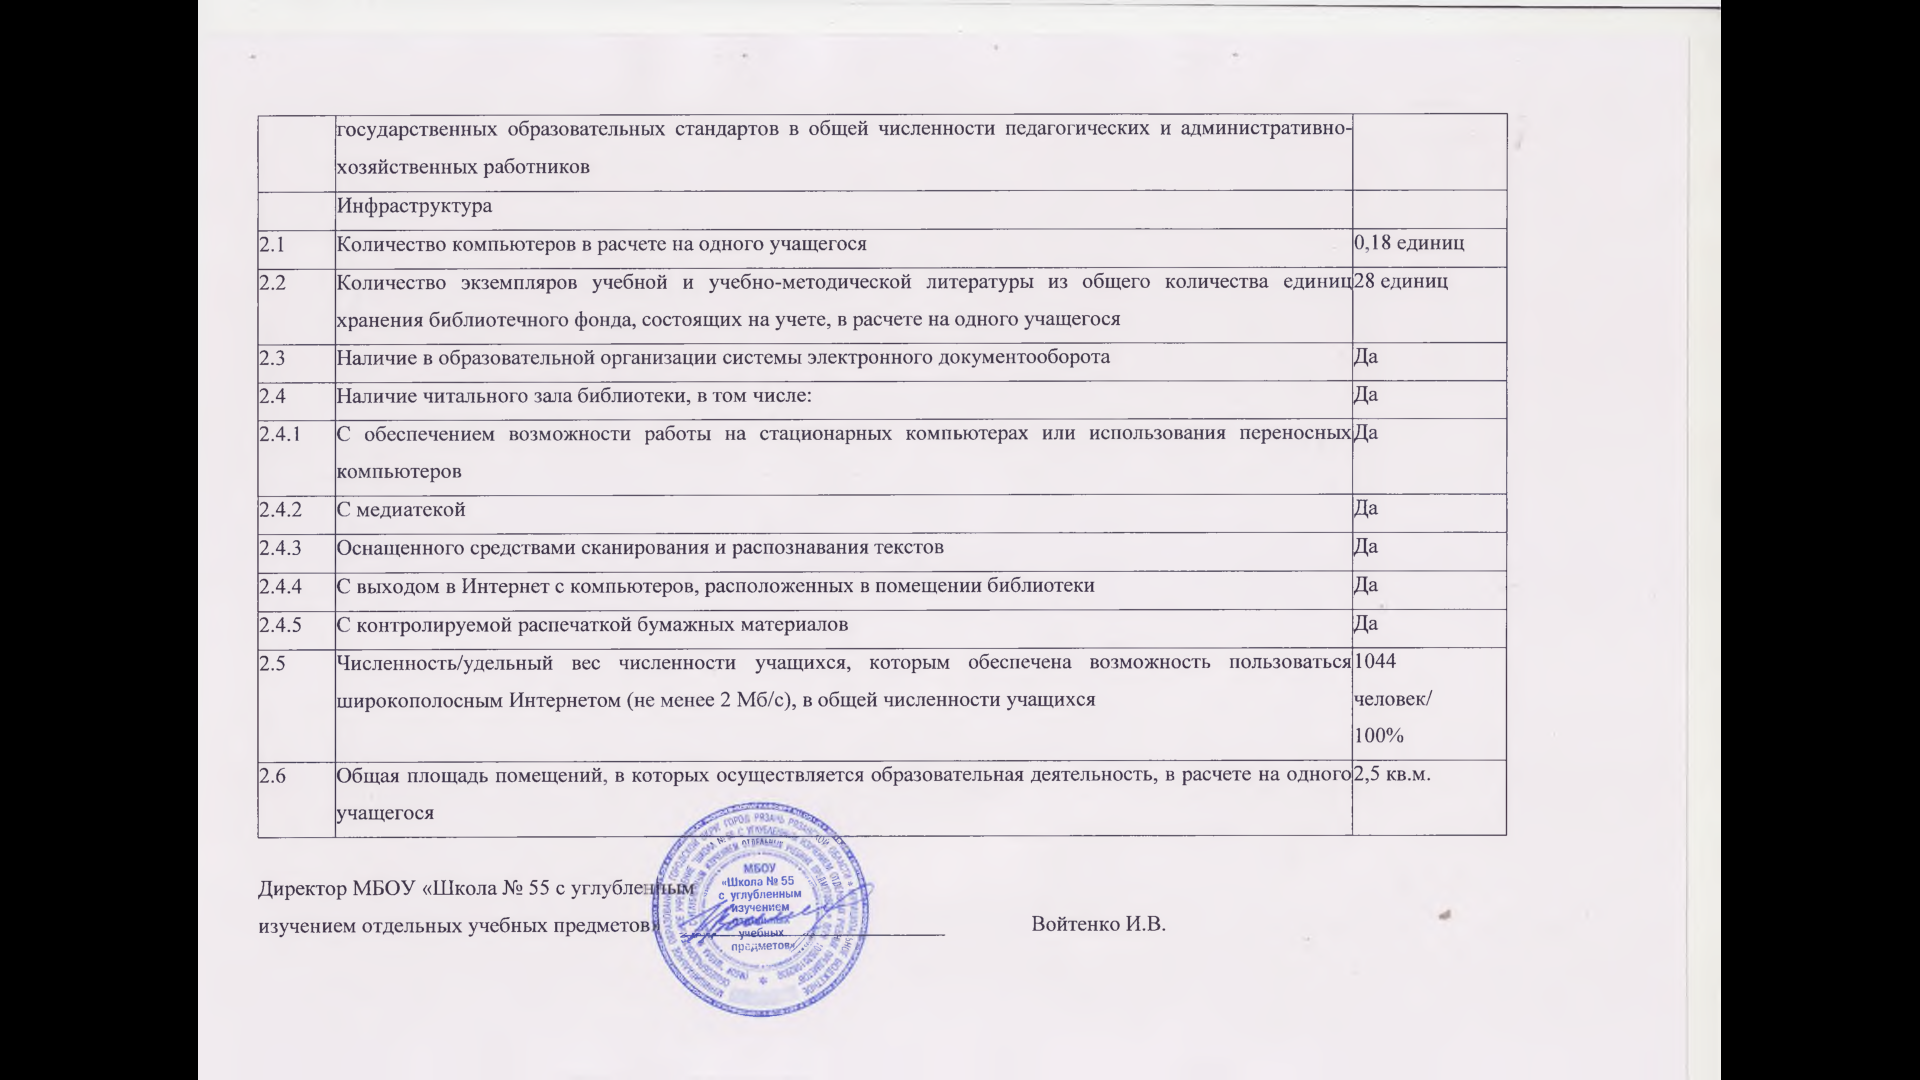 государственных образовательных стандартов в общей численности педагогических и административно-
хозяйственных работников
Инфраструктура
2.1 Количество компьютеров в расчете на одного учащегося 0,18 единиц
2.2 Количество экземпляров учебной и учебно-методической литературы из общего количества единиц 28 единиц
хранения библиотечного фонда, состоящих на учете, в расчете на одного учащегося
2.3 Наличие в образовательной организации системы электронного документооборота Да
2.4 Наличие читального зала библиотеки, в том числе: Да
2.4.1 С обеспечением возможности работы на стационарных компьютерах или использования переносных Да
компьютеров
2.4.2 С медиатекой Да
2.4.3 Оснащенного средствами сканирования и распознавания текстов Да
2.4.4 С выходом в Интернет с компьютеров, расположенных в помещении библиотеки Да
2.4.5 С контролируемой распечаткой бумажных материалов Да
2.5 Численность/удельный вес численности учащихся, которым обеспечена возможность пользоваться 1044
широкополосным Интернетом (не менее 2 Мб/с), в общей численности учащихся человек/
100%
2.6 Общая площадь помещений, в которых осуществляется образовательная деятельность, в расчете на одного 2,5 кв.м.
учащегося
Директор МБОУ «Школа № 55 с углубленным
изучением отдельных учебных предметов» Войтенко И.В.
МБОУ
«Школа № 55
с углубленным
изучением
отдельных
учебных
предметов»